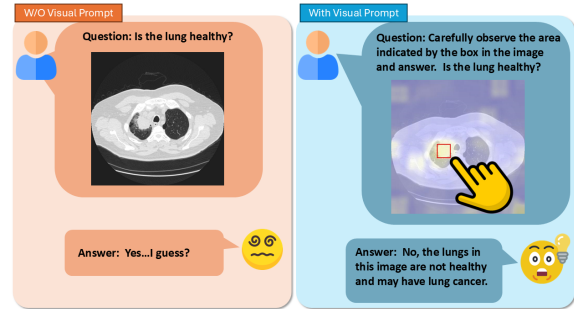 W/O Visual Prompt
Question: Is the lung healthy?
Answer: Yes...I guess?
With Visual Prompt
Question: Carefully observe the area
indicated by the box in the image
and answer. Is the lung healthy?
Answer: No, the lungs in
this image are not healthy
and may have lung cancer.